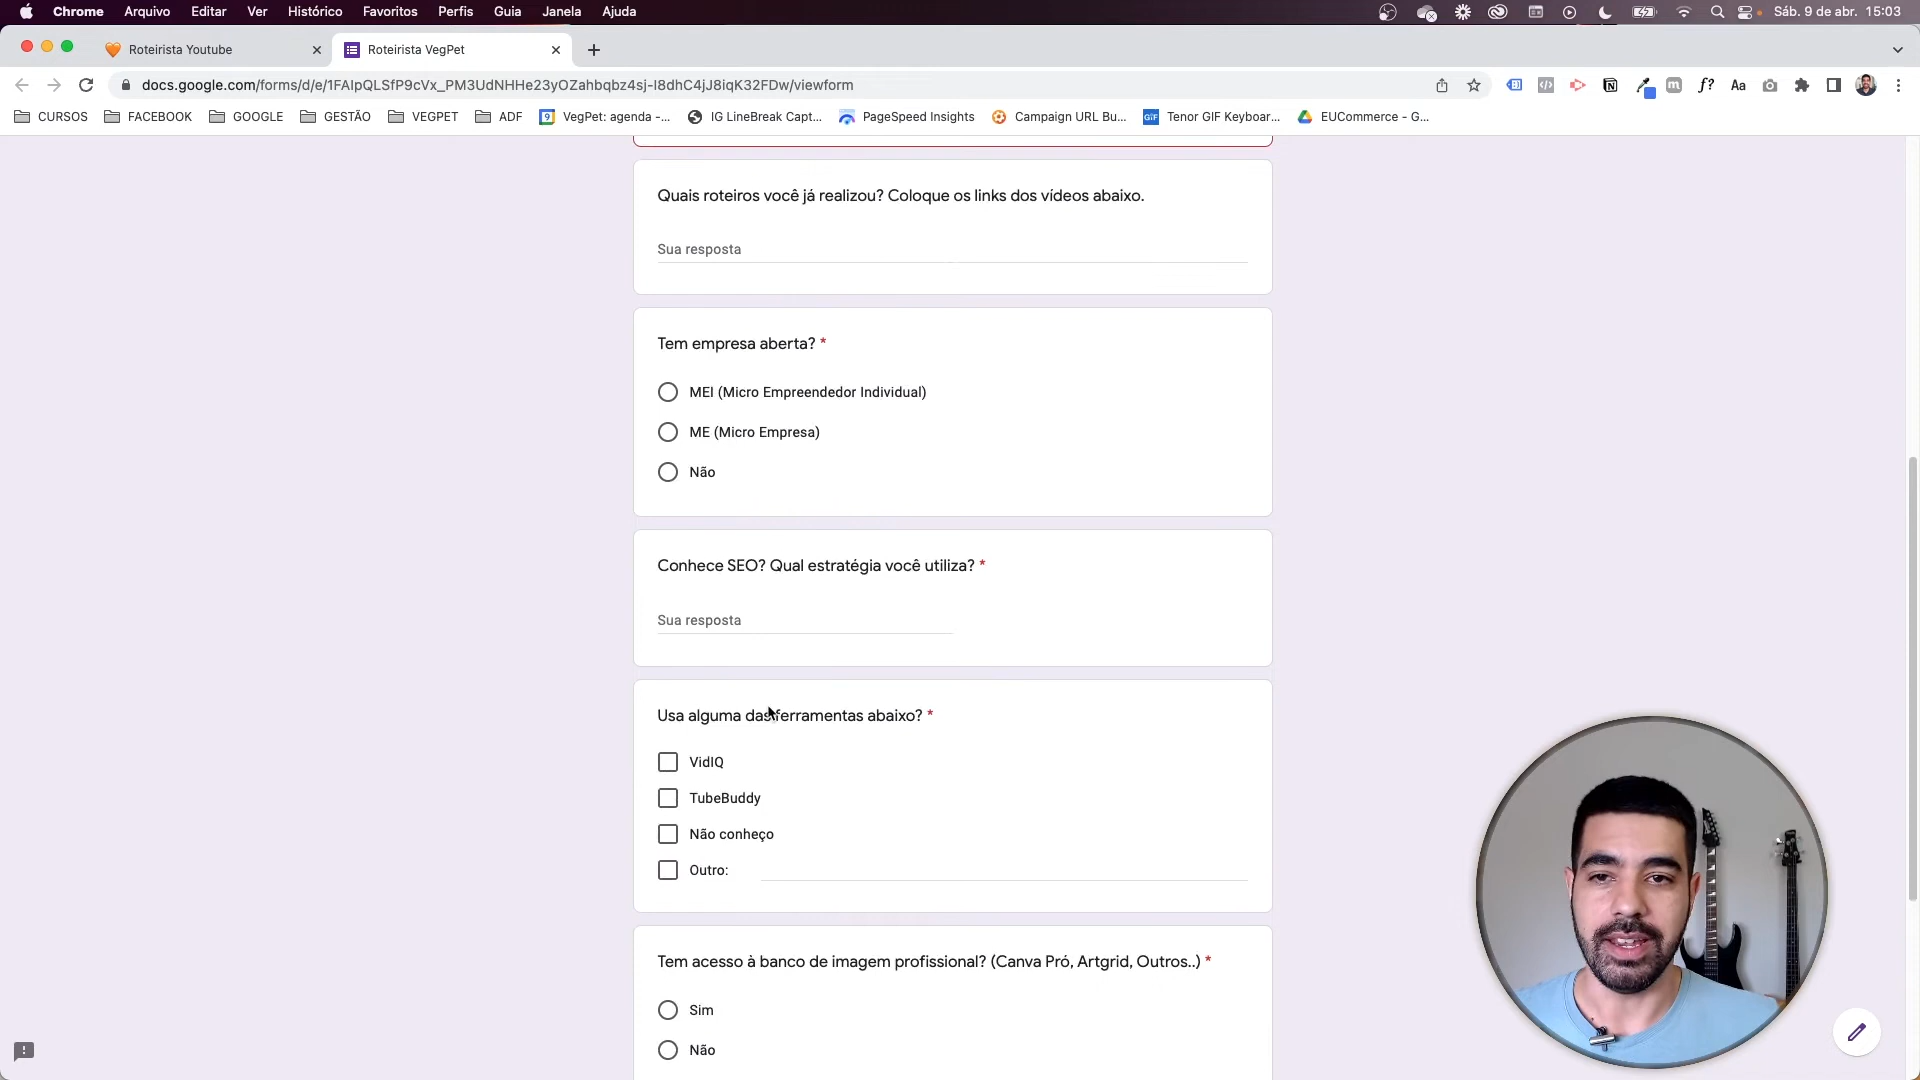 Chrome Arquivo Editar Ver Histórico Favoritos Perfis Guia Janela Ajuda Sáb. 9 de abr. 15:03
Roteirista Youtube
Roteirista VegPet
docs.google.com/forms/d/e/1FAIpQLSfP9cVx_PM3UdNHHe23yOZahbqbz4sj-I8dhC4jJ8iqK32FDw/viewform
CURSOS FACEBOOK GOOGLE GESTÃO VEGPET ADF VegPet: agenda -... IG LineBreak Capt... PageSpeed Insights Campaign URL Bu... GIF Tenor GIF Keyboar... EUCommerce - G...
Quais roteiros você já realizou? Coloque os links dos vídeos abaixo.
Sua resposta
Tem empresa aberta? *
MEI (Micro Empreendedor Individual)
ME (Micro Empresa)
Não
Conhece SEO? Qual estratégia você utiliza? *
Sua resposta
Usa alguma das ferramentas abaixo? *
VidIQ
TubeBuddy
Não conheço
Outro:
Tem acesso à banco de imagem profissional? (Canva Pró, Artgrid, Outros..) *
Sim
Não